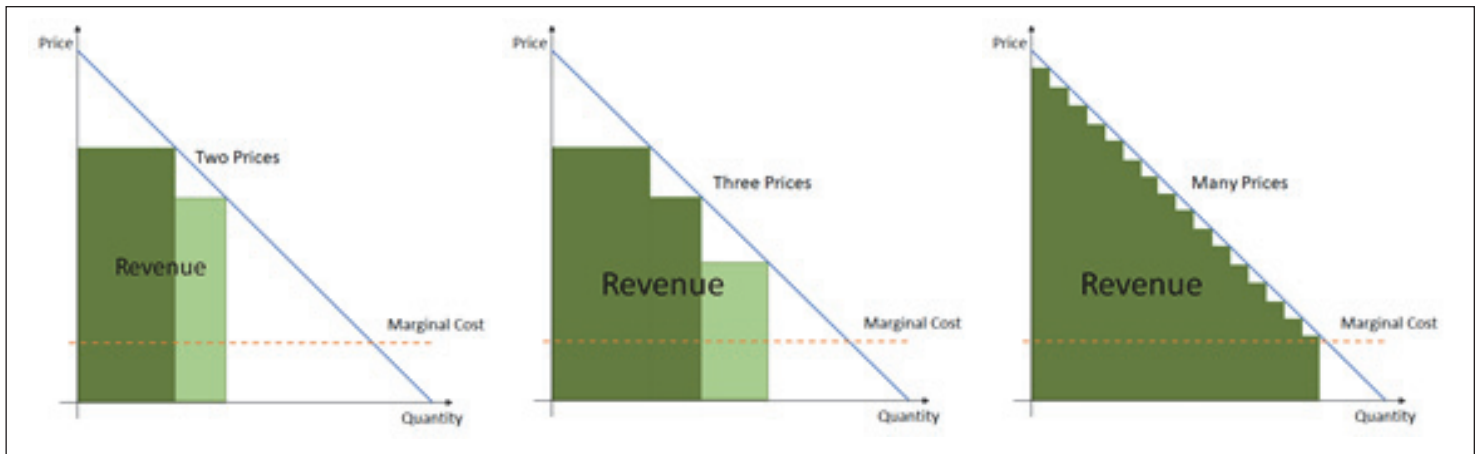 Price
Two Prices
Revenue
Marginal Cost
Quantity
Price
Three Prices
Revenue
Marginal Cost
Quantity
Price
Many Prices
Revenue
Marginal Cost
Quantity